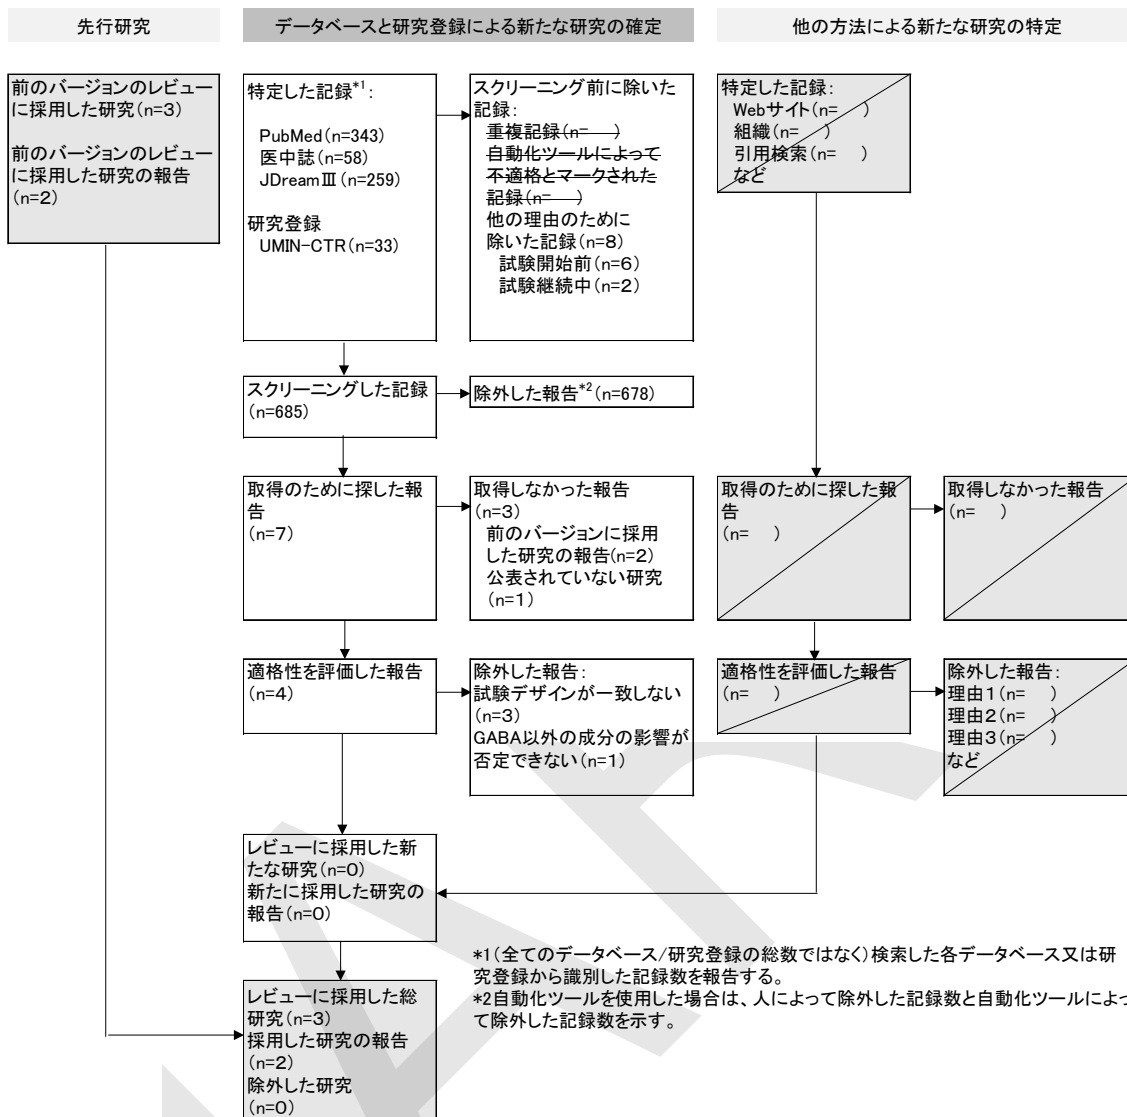 先行研究
データベースと研究登録による新たな研究の確定
他の方法による新たな研究の特定
前のバージョンのレビュー
に採用した研究(n=3)
前のバージョンのレビュー
に採用した研究の報告
(n=2)
特定した記録*1:
PubMed(n=343)
医中誌(n=58)
JDreamⅢ(n=259)
研究登録
UMIN-CTR(n=33)
スクリーニング前に除いた
記録:
重複記録(n= )
自動化ツールによって
不適格とマークされた
記録(n= )
他の理由のために
除いた記録(n=8)
試験開始前(n=6)
試験継続中(n=2)
特定した記録:
Webサイト(n= )
組織(n= )
引用検索(n= )
など
スクリーニングした記録
(n=685)
除外した報告*2(n=678)
取得のために探した報
告
(n=7)
取得しなかった報告
(n=3)
前のバージョンに採用
した研究の報告(n=2)
公表されていない研究
(n=1)
取得のために探した報
告
(n= )
取得しなかった報告
(n= )
適格性を評価した報告
(n=4)
除外した報告:
試験デザインが一致しない
(n=3)
GABA以外の成分の影響が
否定できない(n=1)
適格性を評価した報告
(n= )
除外した報告:
理由1(n= )
理由2(n= )
理由3(n= )
など
レビューに採用した新
たな研究(n=0)
新たに採用した研究の
報告(n=0)
*1(全てのデータベース/研究登録の総数ではなく)検索した各データベース又は研
究登録から識別した記録数を報告する。
*2自動化ツールを使用した場合は、人によって除外した記録数と自動化ツールによっ
て除外した記録数を示す。
レビューに採用した総
研究(n=3)
採用した研究の報告
(n=2)
除外した研究
(n=0)